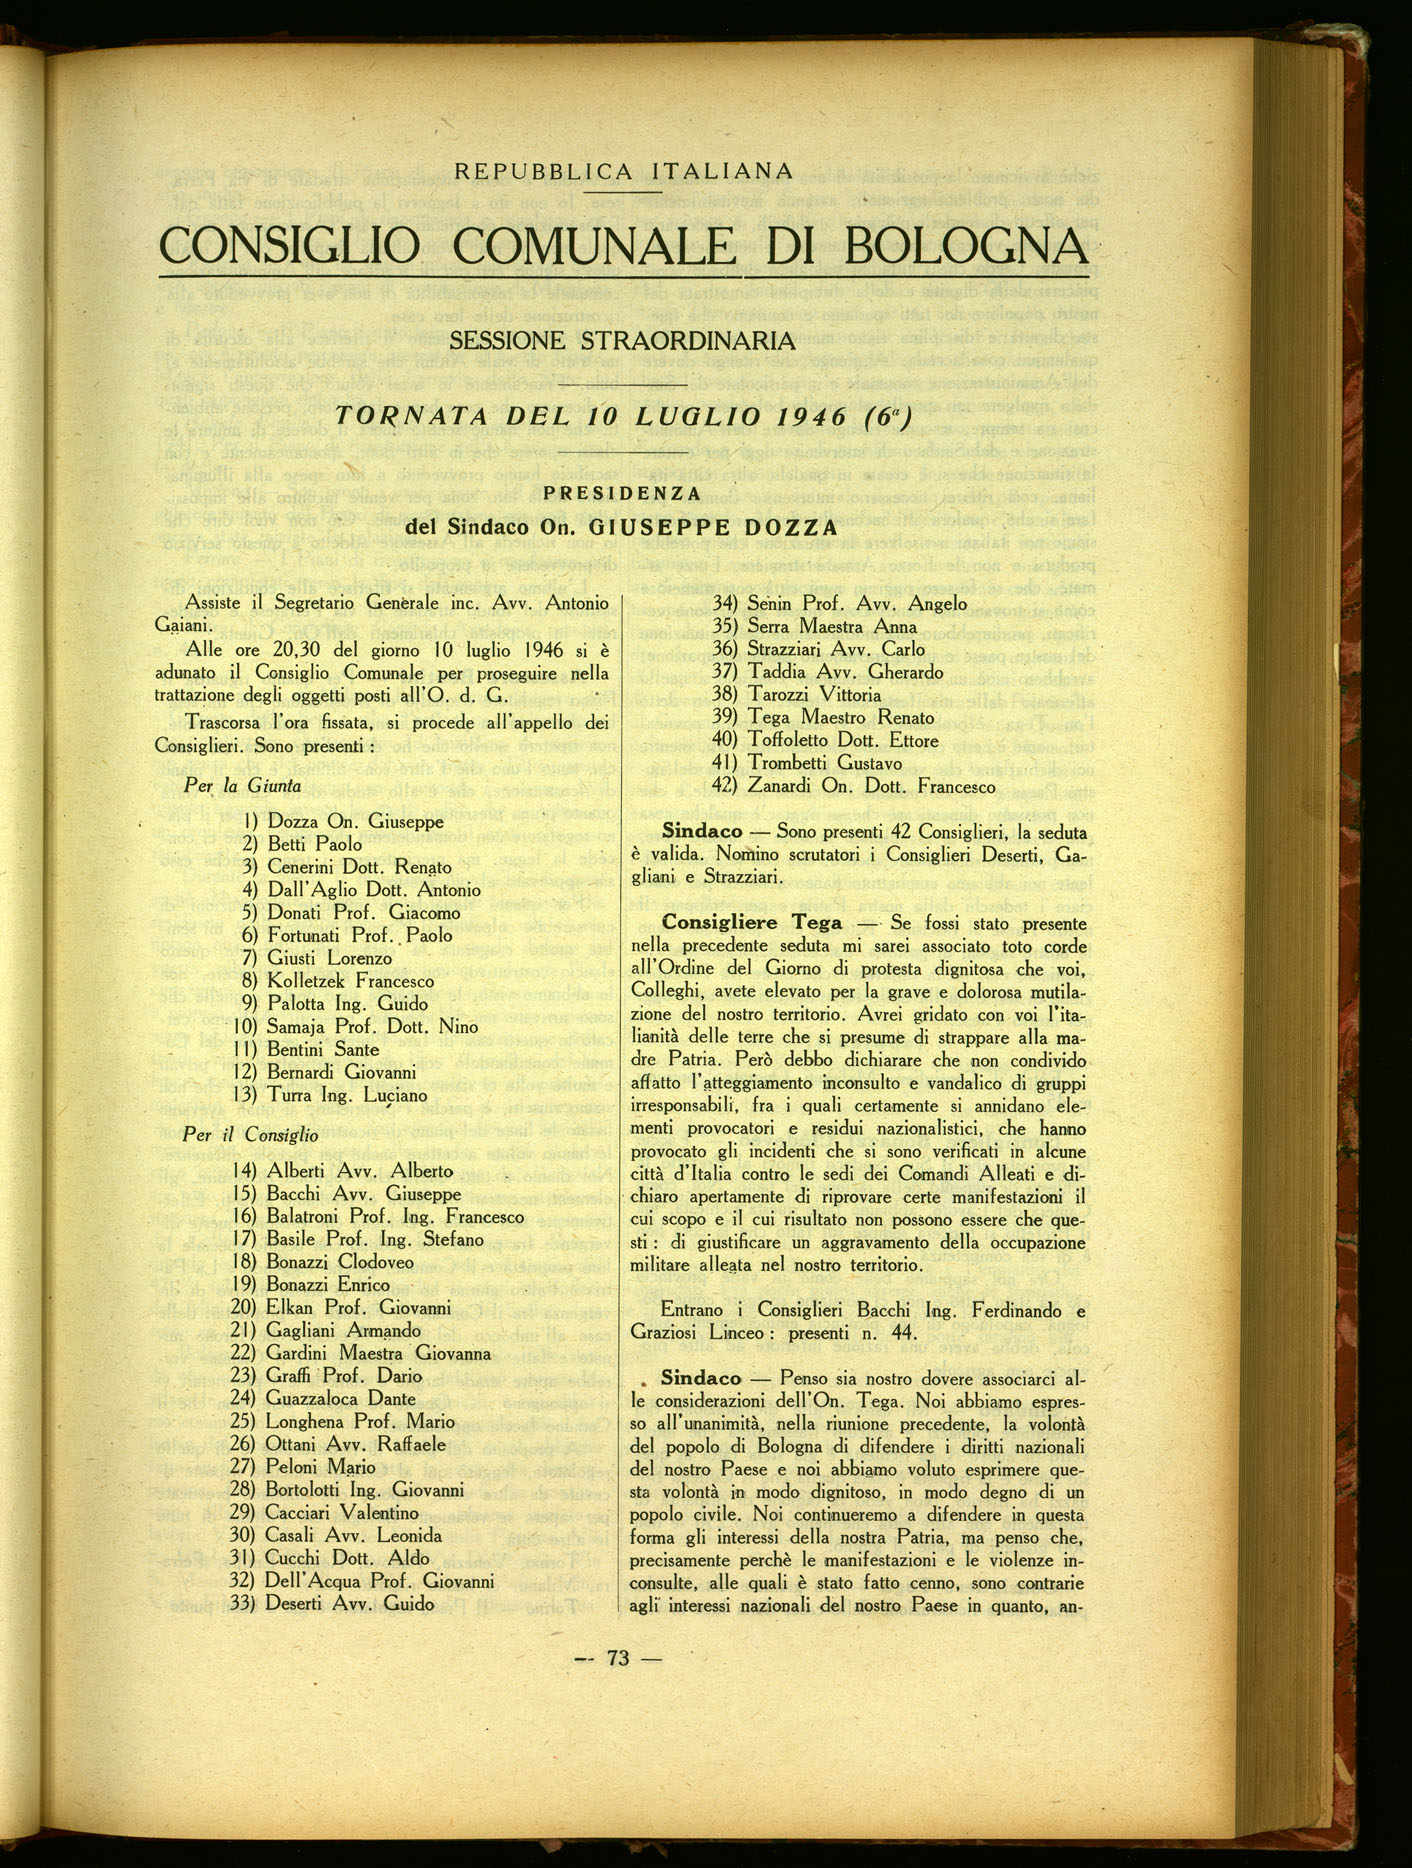 REPUBBLICA ITALIANA
CONSIGLIO COMUNALE DI BOLOGNA
SESSIONE STRAORDINARIA
TORNATA DEL 10 LUGLIO 1946 (6ª)
PRESIDENZA
del Sindaco On. GIUSEPPE DOZZA
Assiste il Segretario Generale inc. Avv. Antonio
Gaiani.
Alle ore 20,30 del giorno 10 luglio 1946 si è
adunato il Consiglio Comunale per proseguire nella
trattazione degli oggetti posti all'O. d. G.
Trascorsa l'ora fissata, si procede all'appello dei
Consiglieri. Sono presenti :
Per la Giunta
1) Dozza On. Giuseppe
2) Betti Paolo
3) Cenerini Dott. Renato
4) Dall'Aglio Dott. Antonio
5) Donati Prof. Giacomo
6) Fortunati Prof. Paolo
7) Giusti Lorenzo
8) Kolletzek Francesco
9) Palotta Ing. Guido
10) Samaja Prof. Dott. Nino
11) Bentini Sante
12) Bernardi Giovanni
13) Turra Ing. Luciano
Per il Consiglio
14) Alberti Avv. Alberto
15) Bacchi Avv. Giuseppe
16) Balatroni Prof. Ing. Francesco
17) Basile Prof. Ing. Stefano
18) Bonazzi Clodoveo
19) Bonazzi Enrico
20) Elkan Prof. Giovanni
21) Gagliani Armando
22) Gardini Maestra Giovanna
23) Graffi Prof. Dario
24) Guazzaloca Dante
25) Longhena Prof. Mario
26) Ottani Avv. Raffaele
27) Peloni Mario
28) Bortolotti Ing. Giovanni
29) Cacciari Valentino
30) Casali Avv. Leonida
31) Cucchi Dott. Aldo
32) Dell'Acqua Prof. Giovanni
33) Deserti Avv. Guido
34) Senin Prof. Avv. Angelo
35) Serra Maestra Anna
36) Strazziari Avv. Carlo
37) Taddia Avv. Gherardo
38) Tarozzi Vittoria
39) Tega Maestro Renato
40) Toffoletto Dott. Ettore
41) Trombetti Gustavo
42) Zanardi On. Dott. Francesco
Sindaco — Sono presenti 42 Consiglieri, la seduta
è valida. Nomino scrutatori i Consiglieri Deserti, Ga-
gliani e Strazziari.
Consigliere Tega — Se fossi stato presente
nella precedente seduta mi sarei associato toto corde
all'Ordine del Giorno di protesta dignitosa che voi,
Colleghi, avete elevato per la grave e dolorosa mutila-
zione del nostro territorio. Avrei gridato con voi l'ita-
lianità delle terre che si presume di strappare alla ma-
dre Patria. Però debbo dichiarare che non condivido
affatto l'atteggiamento inconsulto e vandalico di gruppi
irresponsabili, fra i quali certamente si annidano ele-
menti provocatori e residui nazionalistici, che hanno
provocato gli incidenti che si sono verificati in alcune
città d'Italia contro le sedi dei Comandi Alleati e di-
chiaro apertamente di riprovare certe manifestazioni il
cui scopo e il cui risultato non possono essere che que-
sti : di giustificare un aggravamento della occupazione
militare alleata nel nostro territorio.
Entrano i Consiglieri Bacchi Ing. Ferdinando e
Graziosi Linceo : presenti n. 44.
Sindaco — Penso sia nostro dovere associarci al-
le considerazioni dell'On. Tega. Noi abbiamo espres-
so all'unanimità, nella riunione precedente, la volontà
del popolo di Bologna di difendere i diritti nazionali
del nostro Paese e noi abbiamo voluto esprimere que-
sta volontà in modo dignitoso, in modo degno di un
popolo civile. Noi continueremo a difendere in questa
forma gli interessi della nostra Patria, ma penso che,
precisamente perchè le manifestazioni e le violenze in-
consulte, alle quali è stato fatto cenno, sono contrarie
agli interessi nazionali del nostro Paese in quanto, an-
— 73 —